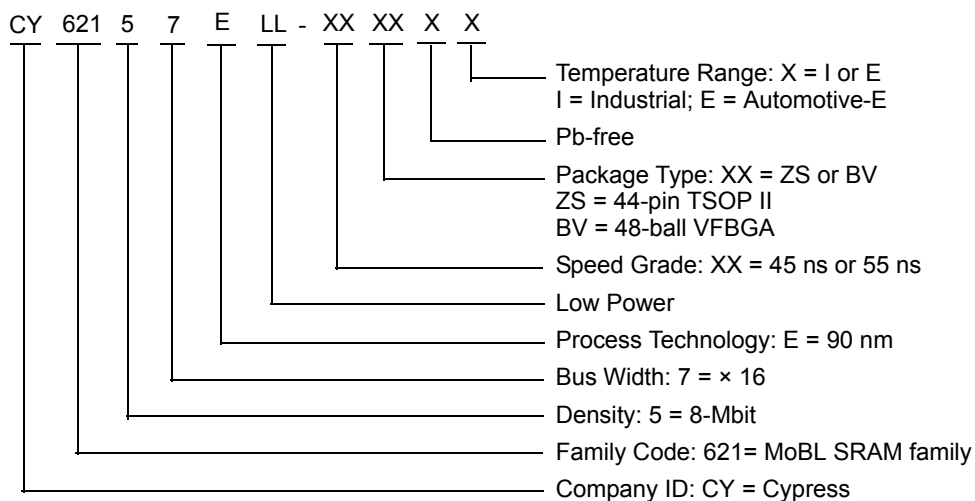 CY 621 5 7 E LL - XX XX X X
Temperature Range: X = I or E
I = Industrial; E = Automotive-E
Pb-free
Package Type: XX = ZS or BV
ZS = 44-pin TSOP II
BV = 48-ball VFBGA
Speed Grade: XX = 45 ns or 55 ns
Low Power
Process Technology: E = 90 nm
Bus Width: 7 = × 16
Density: 5 = 8-Mbit
Family Code: 621= MoBL SRAM family
Company ID: CY = Cypress